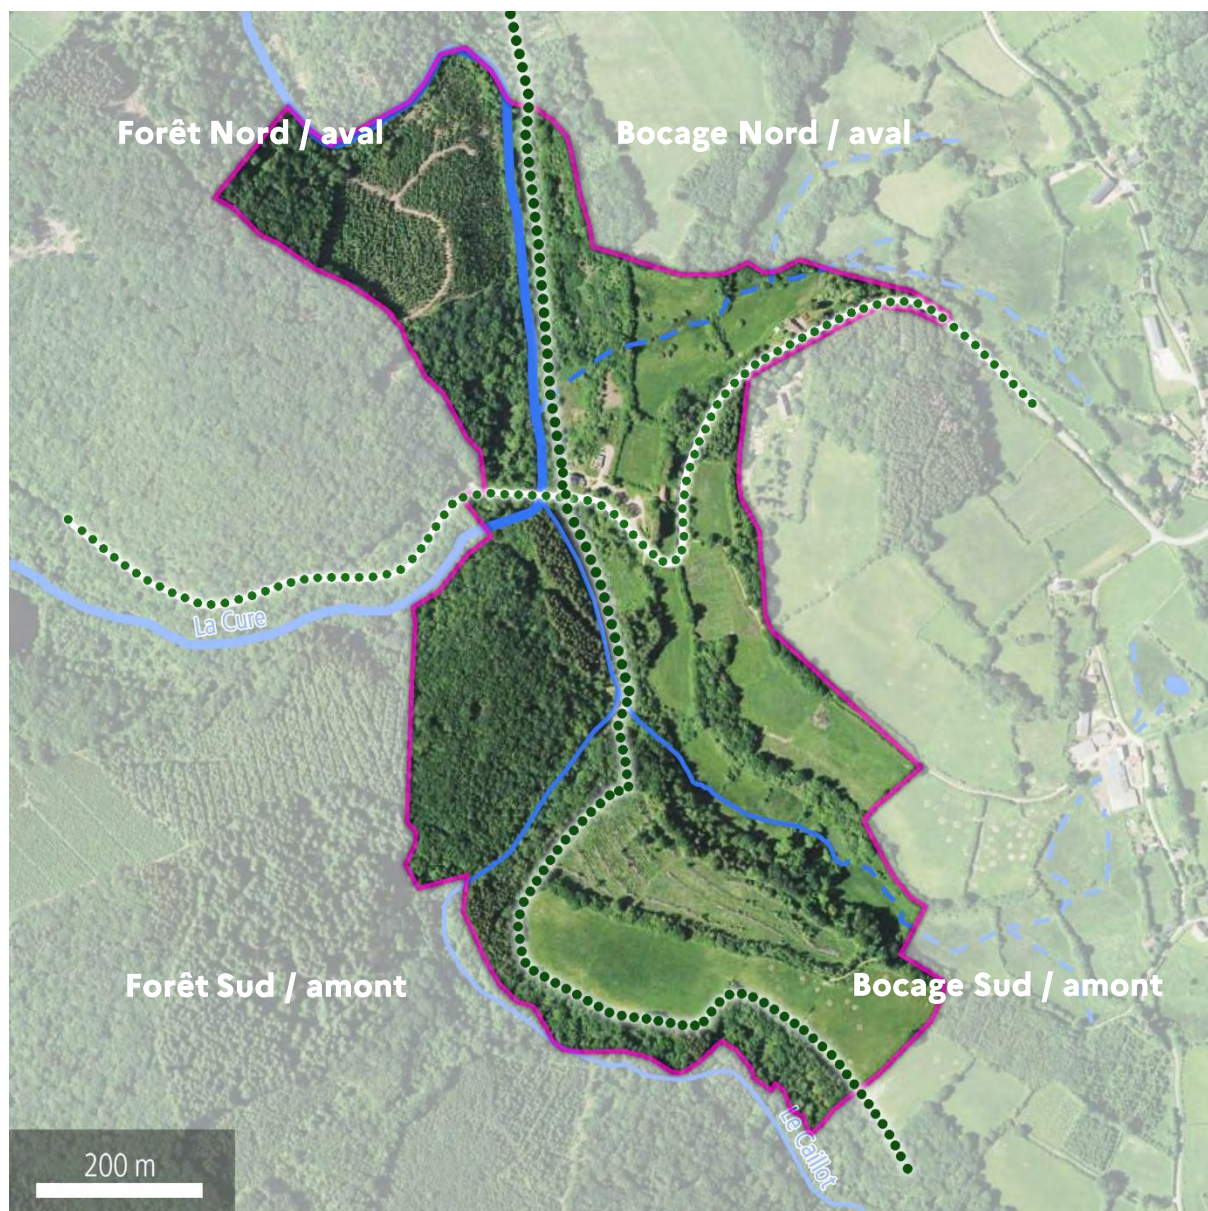 Forêt Nord / aval
Bocage Nord / aval
La Cure
Forêt Sud / amont
Bocage Sud / amont
Le Caillot
200 m